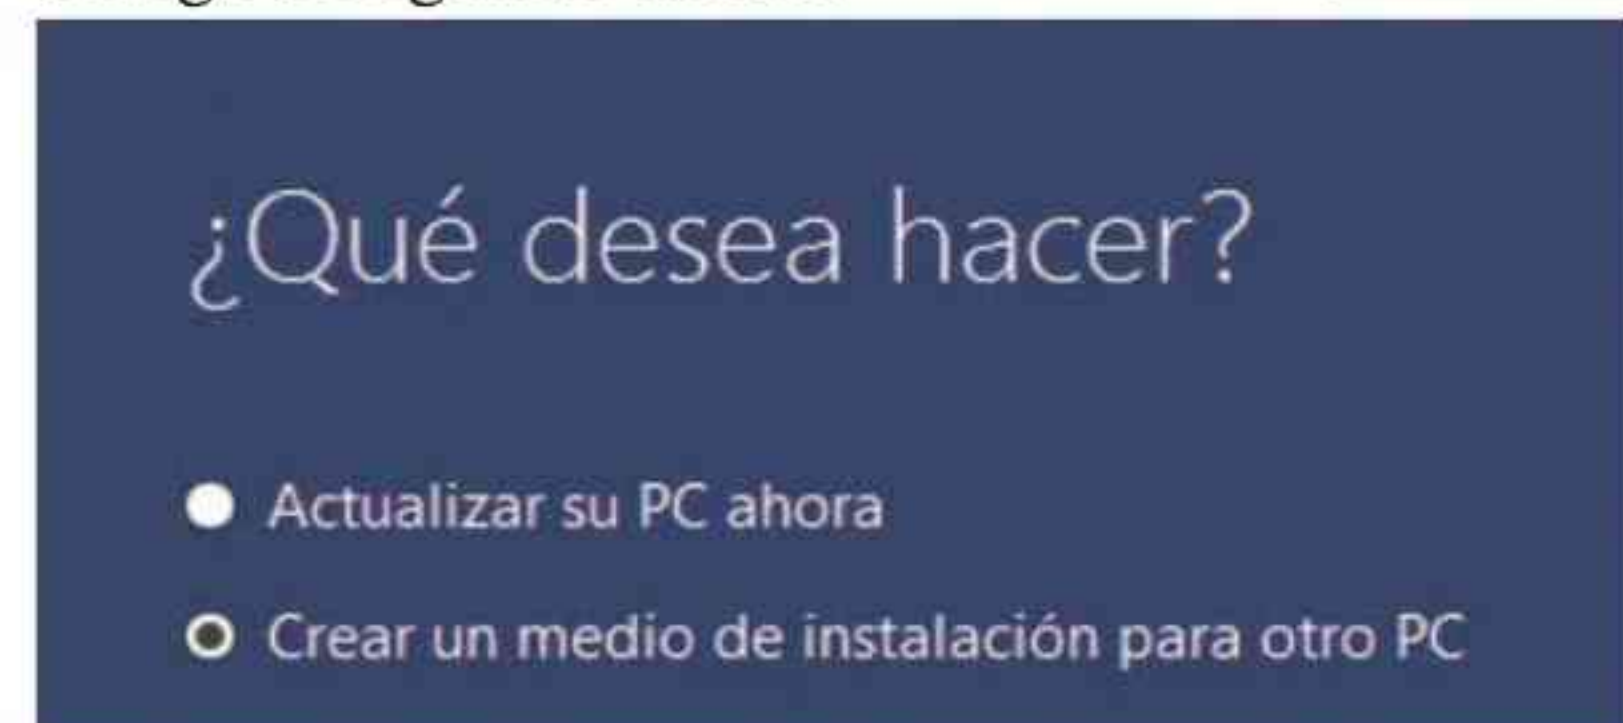 ¿Qué desea hacer?
Actualizar su PC ahora
Crear un medio de instalación para otro PC